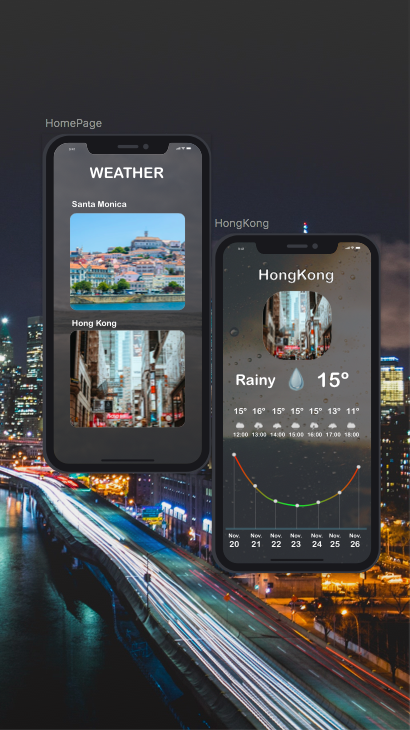 HomePage
WEATHER
Santa Monica
Hong Kong
HongKong
HongKong
Rainy 15°
15° 16° 15° 15° 15° 13° 11°
12:00 13:00 14:00 15:00 16:00 17:00 18:00
Nov. Nov. Nov. Nov. Nov. Nov. Nov.
20 21 22 23 24 25 26